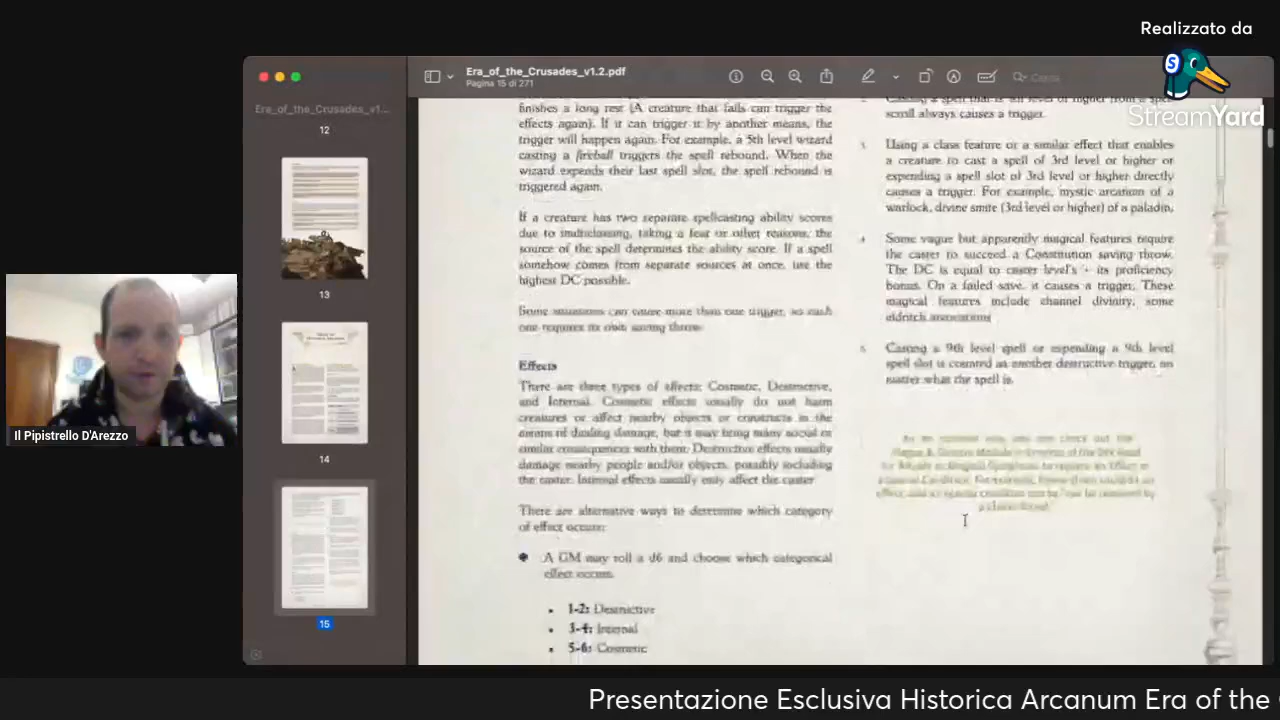 Realizzato da
StreamYard
Era_of_the_Crusades_v1.2.pdf
Pagina 15 di 271
Cerca
Era_of_the_Crusades_v1...
12
13
14
15
finishes a long rest (A creature that fails can trigger the
effects again). If it can trigger it by another means, the
trigger will happen again. For example, a 5th level wizard
casting a fireball triggers the spell rebound. When the
wizard expends their last spell slot, the spell rebound is
triggered again.
If a creature has two separate spellcasting ability scores
due to multiclassing, taking a feat or other reasons, the
source of the spell determines the ability score. If a spell
somehow comes from separate sources at once, use the
highest DC possible.
Some situations can cause more than one trigger, so each
one requires its own saving throw.
Effects
There are three types of effects: Cosmetic, Destructive,
and Internal. Cosmetic effects usually do not harm
creatures or affect nearby objects or constructs in the
means of dealing damage, but it may bring many social or
similar consequences with them. Destructive effects usually
damage nearby people and/or objects, possibly including
the caster. Internal effects usually only affect the caster
There are alternative ways to determine which category
of effect occurs:
A GM may roll a d6 and choose which categorical
effect occurs.
1-2: Destructive
3-4: Internal
5-6: Cosmetic
Casting a spell that is level or higher from a spell
scroll always causes a trigger.
3. Using a class feature or a similar effect that enables
a creature to cast a spell of 3rd level or higher or
expending a spell slot of 3rd level or higher directly
causes a trigger. For example, mystic arcanum of a
warlock, divine smite (3rd level or higher) of a paladin.
4. Some vague but apparently magical features require
the caster to succeed a Constitution saving throw.
The DC is equal to caster level's + its proficiency
bonus. On a failed save, it causes a trigger. These
magical features include channel divinity, some
eldritch invocations
5. Casting a 9th level spell or expending a 9th level
spell slot is counted as another destructive trigger, no
matter what the spell is.
Il Pipistrello D'Arezzo
Presentazione Esclusiva Historica Arcanum Era of the